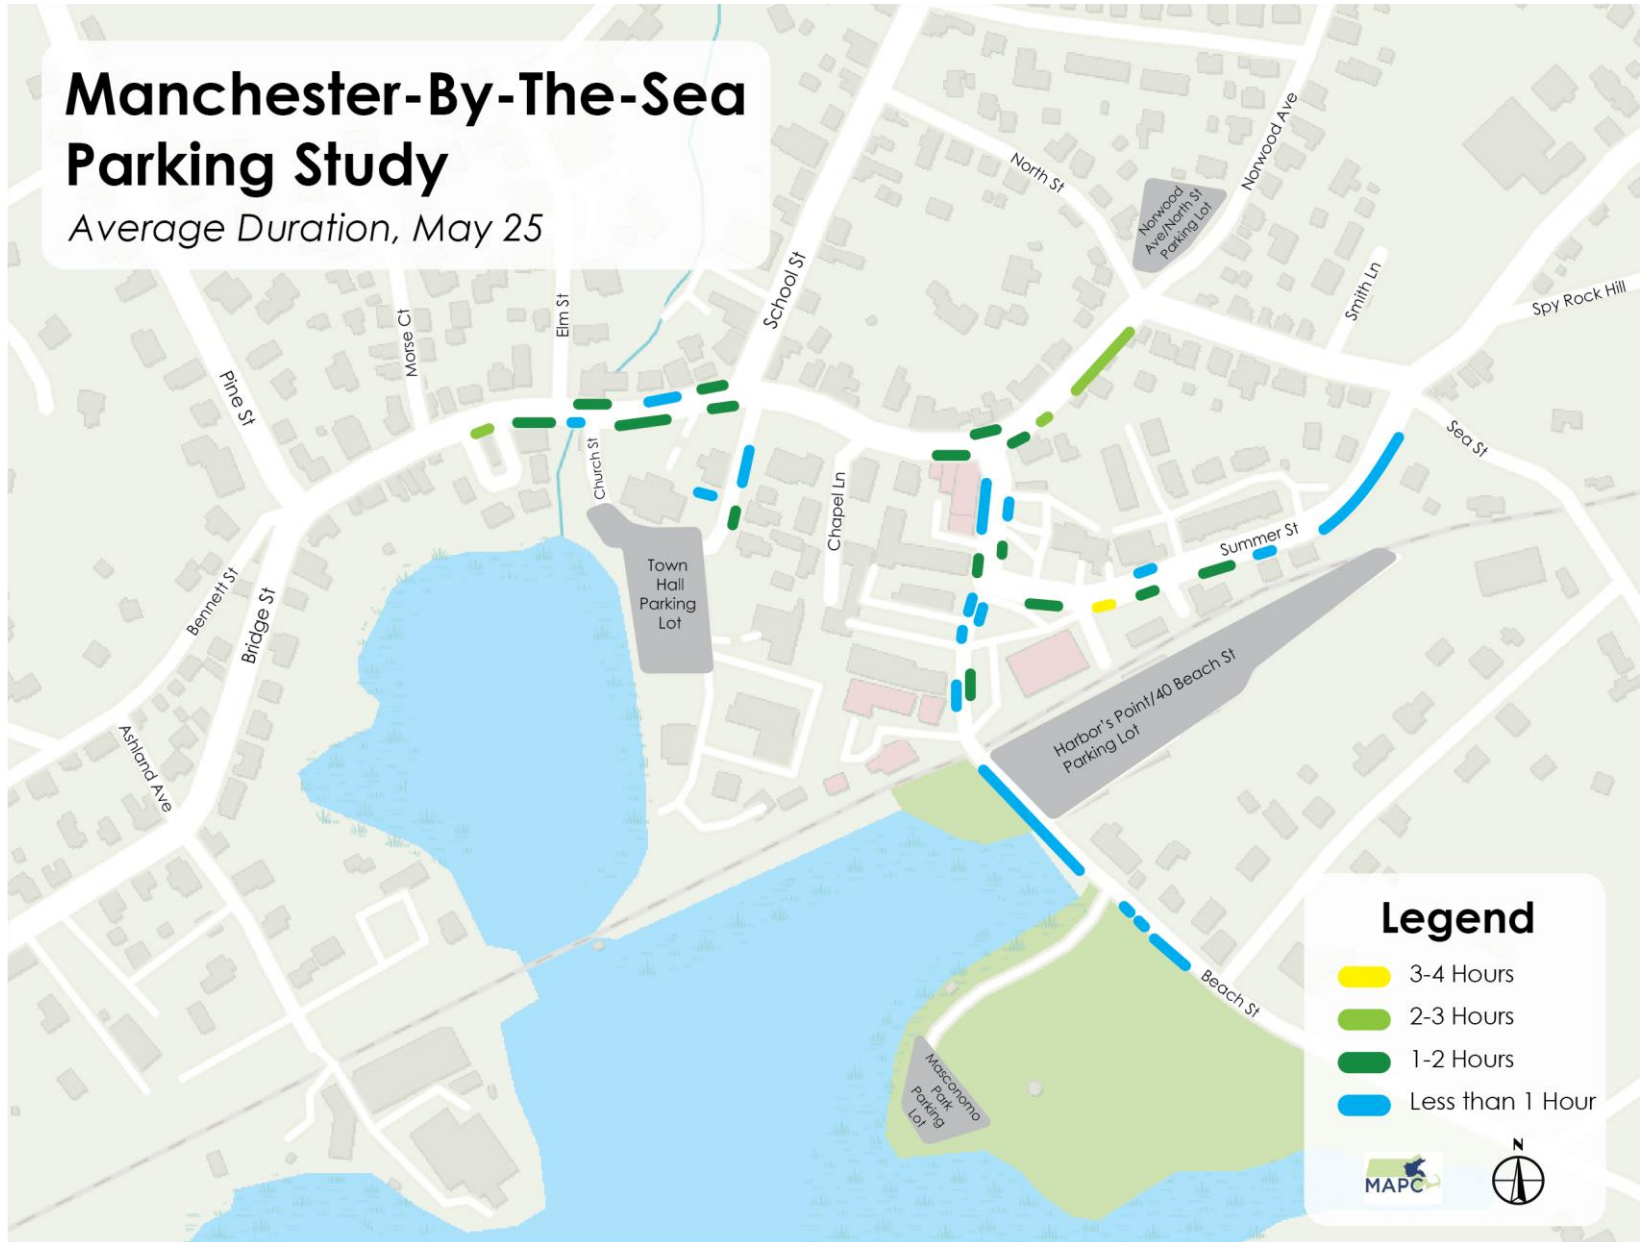 Manchester-By-The-Sea
Parking Study
Average Duration, May 25
School St
North St
Norwood Ave
Norwood
Ave/North St
Parking Lot
Smith Ln
Spy Rock Hill
Sea St
Pine St
Morse Ct
Elm St
Church St
Chapel Ln
Summer St
Bennett St
Bridge St
Ashland Ave
Town
Hall
Parking
Lot
Harbor's Point/40 Beach St
Parking Lot
Beach St
Masconomo
Park
Parking
Lot
Legend
3-4 Hours
2-3 Hours
1-2 Hours
Less than 1 Hour
MAPC
N